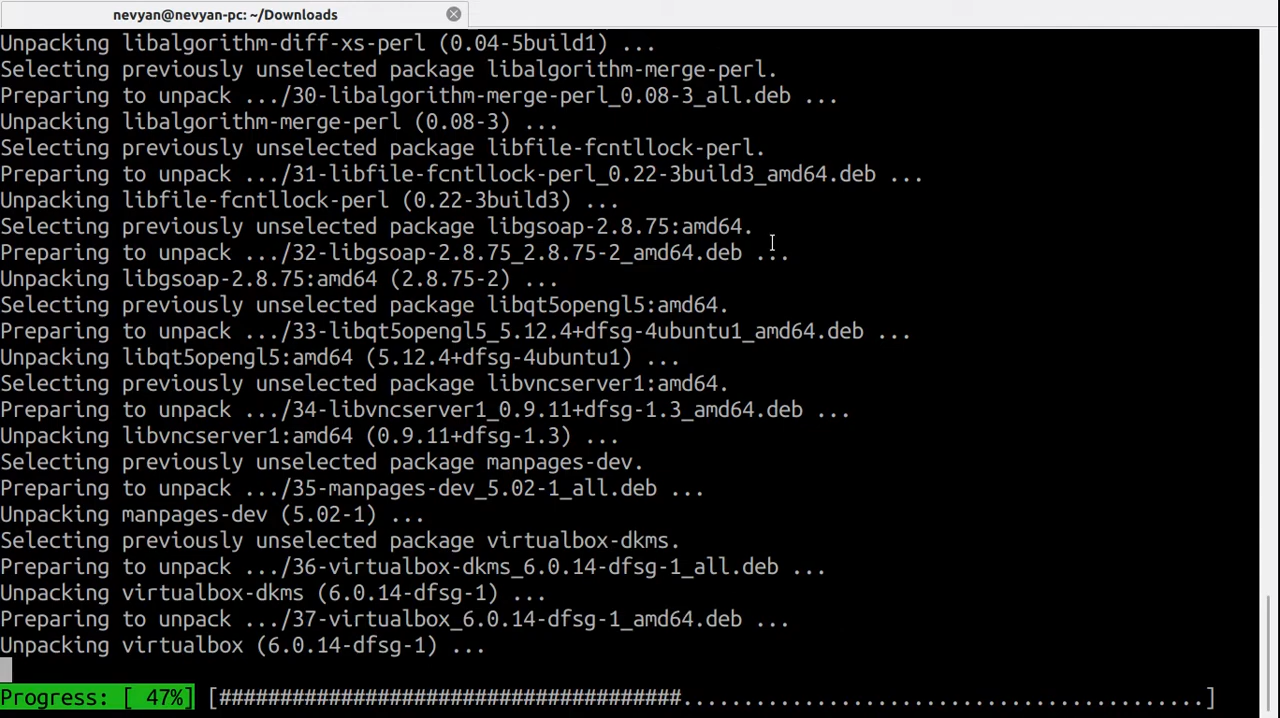 nevyan@nevyan-pc: ~/Downloads
Unpacking libalgorithm-diff-xs-perl (0.04-5build1) ...
Selecting previously unselected package libalgorithm-merge-perl.
Preparing to unpack .../30-libalgorithm-merge-perl_0.08-3_all.deb ...
Unpacking libalgorithm-merge-perl (0.08-3) ...
Selecting previously unselected package libfile-fcntllock-perl.
Preparing to unpack .../31-libfile-fcntllock-perl_0.22-3build3_amd64.deb ...
Unpacking libfile-fcntllock-perl (0.22-3build3) ...
Selecting previously unselected package libgsoap-2.8.75:amd64.
Preparing to unpack .../32-libgsoap-2.8.75_2.8.75-2_amd64.deb ...
Unpacking libgsoap-2.8.75:amd64 (2.8.75-2) ...
Selecting previously unselected package libqt5opengl5:amd64.
Preparing to unpack .../33-libqt5opengl5_5.12.4+dfsg-4ubuntu1_amd64.deb ...
Unpacking libqt5opengl5:amd64 (5.12.4+dfsg-4ubuntu1) ...
Selecting previously unselected package libvncserver1:amd64.
Preparing to unpack .../34-libvncserver1_0.9.11+dfsg-1.3_amd64.deb ...
Unpacking libvncserver1:amd64 (0.9.11+dfsg-1.3) ...
Selecting previously unselected package manpages-dev.
Preparing to unpack .../35-manpages-dev_5.02-1_all.deb ...
Unpacking manpages-dev (5.02-1) ...
Selecting previously unselected package virtualbox-dkms.
Preparing to unpack .../36-virtualbox-dkms_6.0.14-dfsg-1_all.deb ...
Unpacking virtualbox-dkms (6.0.14-dfsg-1) ...
Preparing to unpack .../37-virtualbox_6.0.14-dfsg-1_amd64.deb ...
Unpacking virtualbox (6.0.14-dfsg-1) ...
Progress: [ 47%] [######################################...........................................]